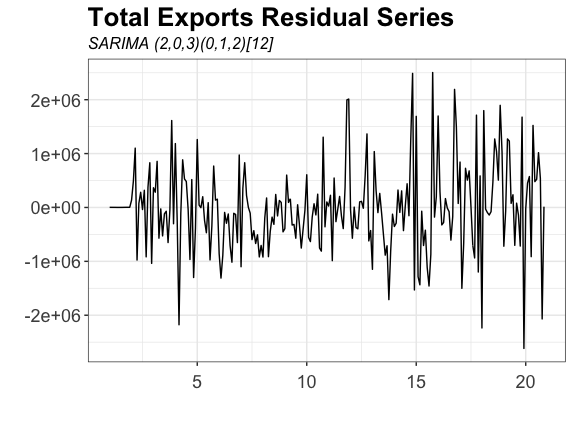 Total Exports Residual Series
SARIMA (2,0,3)(0,1,2)[12]
2e+06
1e+06
0e+00
-1e+06
-2e+06
5 10 15 20